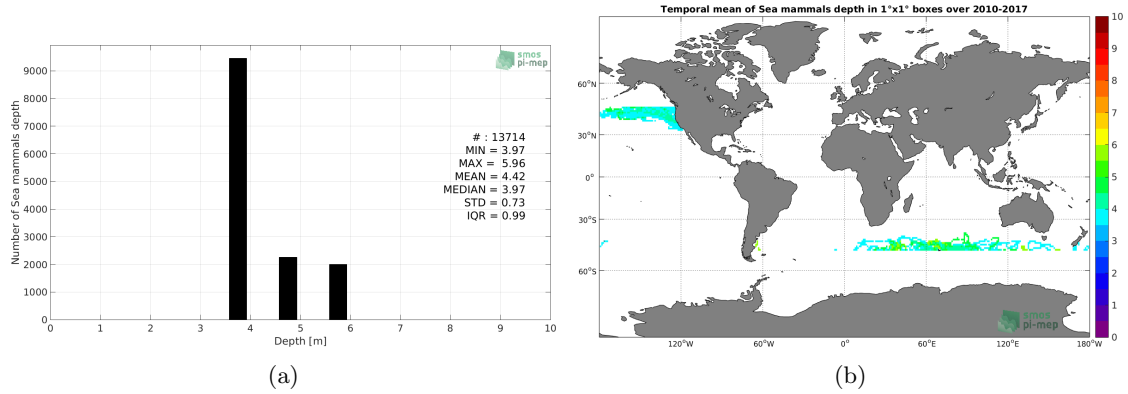 smos
pi-mep
Number of Sea mammals depth
9000
8000
7000
6000
5000
4000
3000
2000
1000
0
# : 13714
MIN = 3.97
MAX = 5.96
MEAN = 4.42
MEDIAN = 3.97
STD = 0.73
IQR = 0.99
0 1 2 3 4 5 6 7 8 9 10
Depth [m]
(a)
Temporal mean of Sea mammals depth in 1°x1° boxes over 2010-2017
60°N
30°N
0°
30°S
60°S
120°W 60°W 0° 60°E 120°E 180°W
smos
pi-mep
10
9
8
7
6
5
4
3
2
1
0
(b)